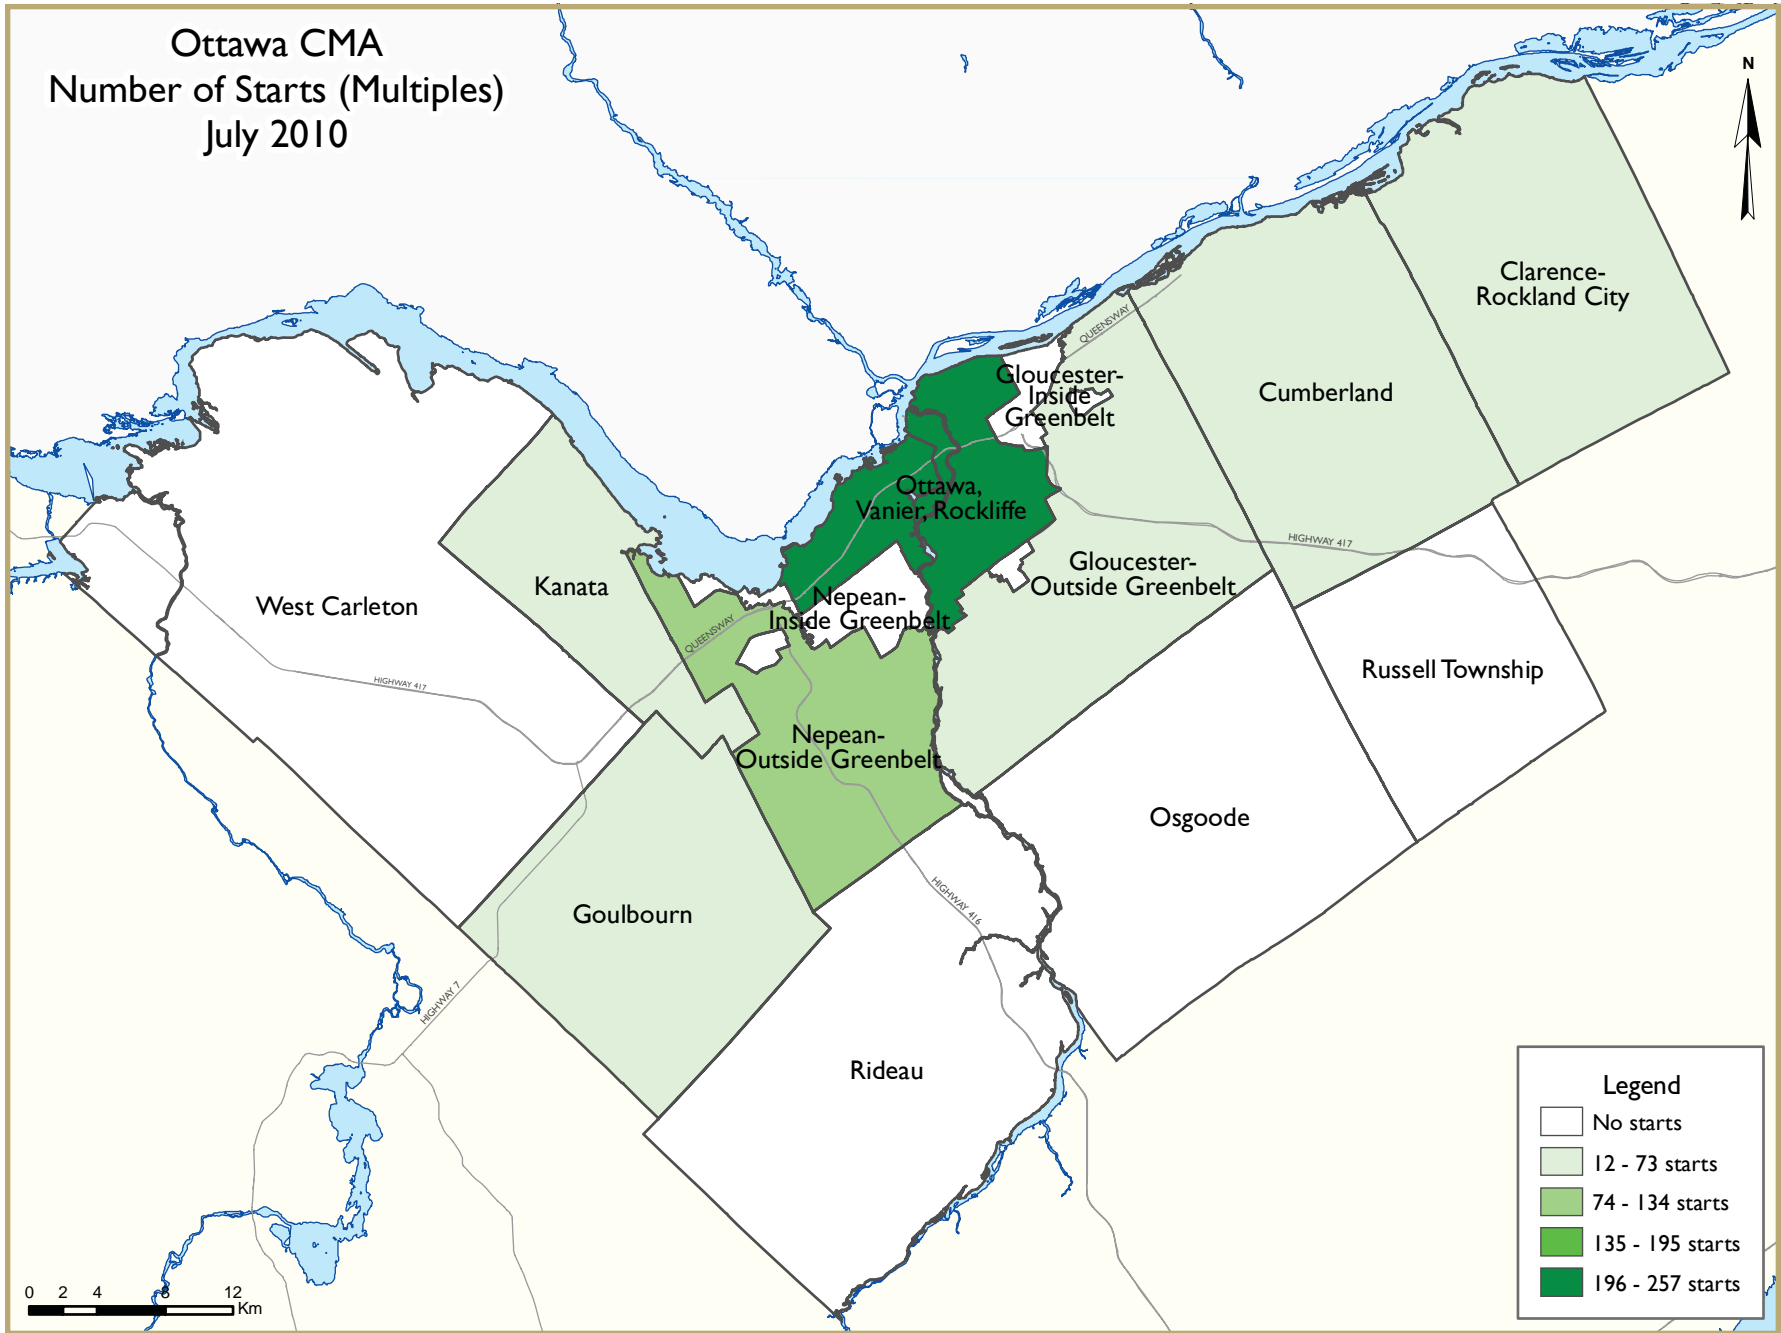 Ottawa CMA
Number of Starts (Multiples)
July 2010
N
Clarence-
Rockland City
QUEENSWAY
Gloucester-
Inside
Greenbelt
Cumberland
Ottawa,
Vanier, Rockliffe
HIGHWAY 417
Gloucester-
Outside Greenbelt
Kanata
West Carleton
Nepean-
Inside Greenbelt
QUEENSWAY
Russell Township
HIGHWAY 417
Nepean-
Outside Greenbelt
Osgoode
HIGHWAY 416
Goulbourn
HIGHWAY 7
Rideau
Legend
No starts
12 - 73 starts
74 - 134 starts
135 - 195 starts
196 - 257 starts
0 2 4 8 12
Km